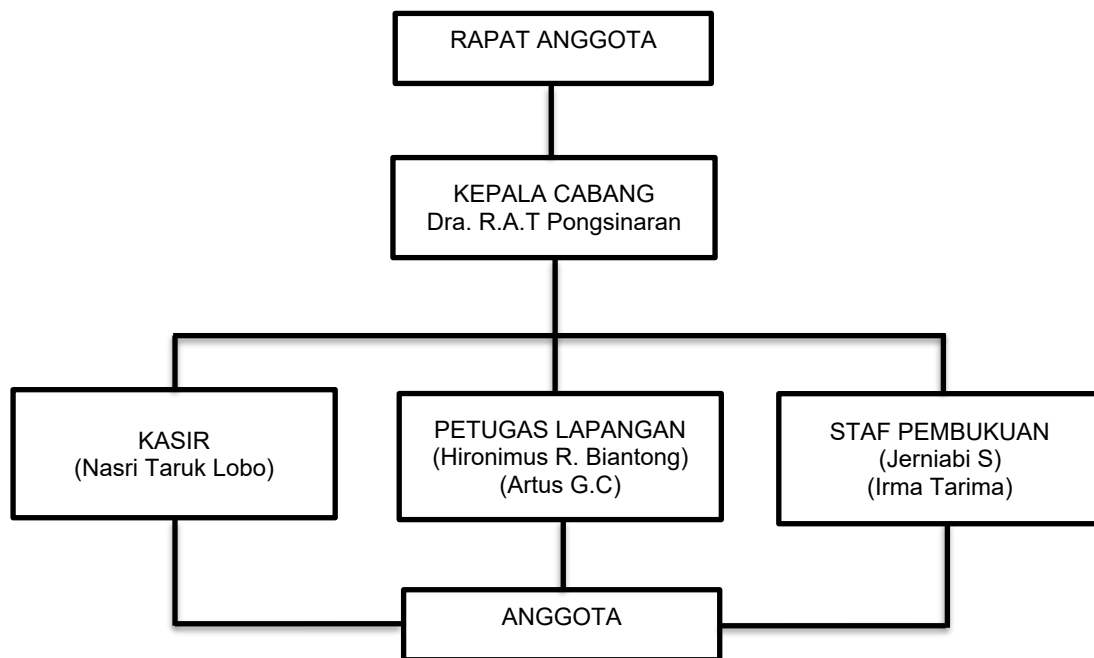 RAPAT ANGGOTA
KEPALA CABANG
Dra. R.A.T Pongsinaran
KASIR
(Nasri Taruk Lobo)
PETUGAS LAPANGAN
(Hironimus R. Biantong)
(Artus G.C)
STAF PEMBUKUAN
(Jerniabi S)
(Irma Tarima)
ANGGOTA